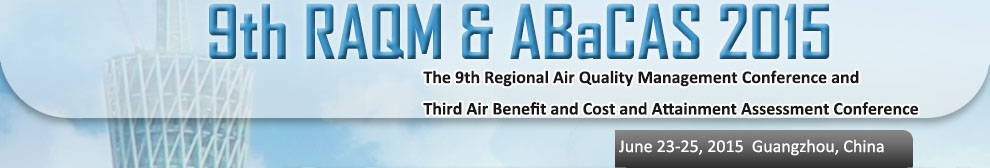 9th RAQM & ABaCAS 2015
The 9th Regional Air Quality Management Conference and
Third Air Benefit and Cost and Attainment Assessment Conference
June 23-25, 2015 Guangzhou, China